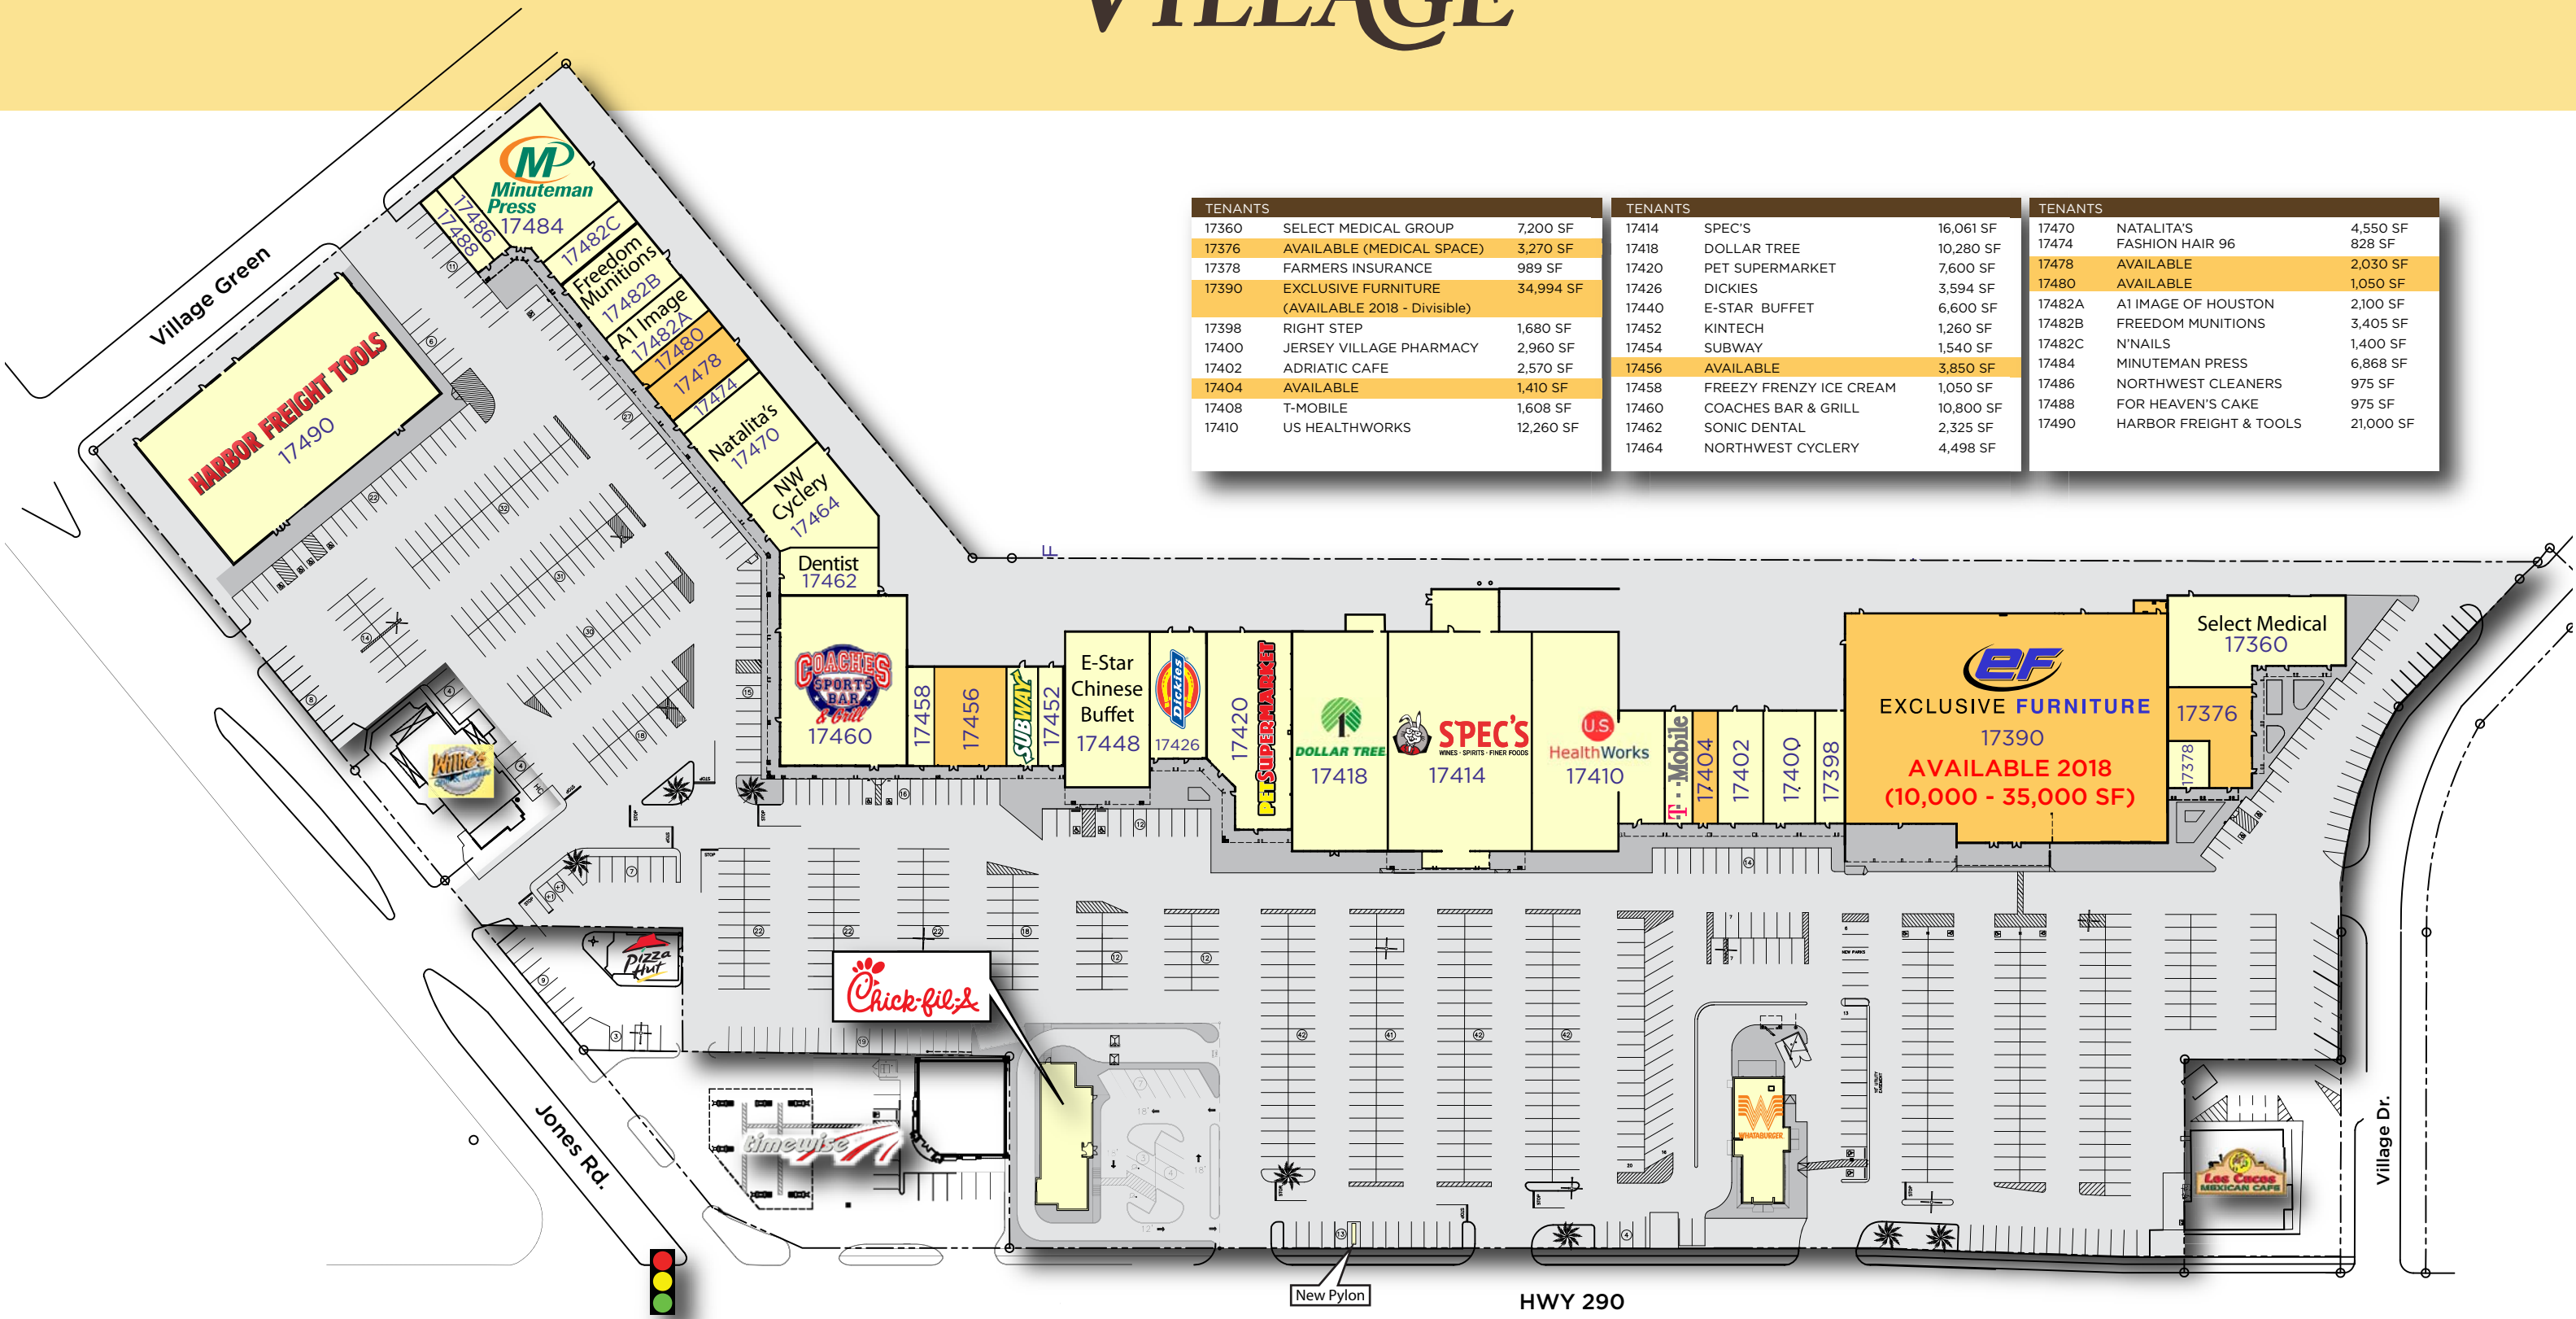 VILLAGE
TENANTS
17360 SELECT MEDICAL GROUP 7,200 SF
17376 AVAILABLE (MEDICAL SPACE) 3,270 SF
17378 FARMERS INSURANCE 989 SF
17390 EXCLUSIVE FURNITURE 34,994 SF
(AVAILABLE 2018 - Divisible)
17398 RIGHT STEP 1,680 SF
17400 JERSEY VILLAGE PHARMACY 2,960 SF
17402 ADRIATIC CAFE 2,570 SF
17404 AVAILABLE 1,410 SF
17408 T-MOBILE 1,608 SF
17410 US HEALTHWORKS 12,260 SF
TENANTS
17414 SPEC'S 16,061 SF
17418 DOLLAR TREE 10,280 SF
17420 PET SUPERMARKET 7,600 SF
17426 DICKIES 3,594 SF
17440 E-STAR BUFFET 6,600 SF
17452 KINTECH 1,260 SF
17454 SUBWAY 1,540 SF
17456 AVAILABLE 3,850 SF
17458 FREEZY FRENZY ICE CREAM 1,050 SF
17460 COACHES BAR & GRILL 10,800 SF
17462 SONIC DENTAL 2,325 SF
17464 NORTHWEST CYCLERY 4,498 SF
TENANTS
17470 NATALITA'S 4,550 SF
17474 FASHION HAIR 96 828 SF
17478 AVAILABLE 2,030 SF
17480 AVAILABLE 1,050 SF
17482A A1 IMAGE OF HOUSTON 2,100 SF
17482B FREEDOM MUNITIONS 3,405 SF
17482C N'NAILS 1,400 SF
17484 MINUTEMAN PRESS 6,868 SF
17486 NORTHWEST CLEANERS 975 SF
17488 FOR HEAVEN'S CAKE 975 SF
17490 HARBOR FREIGHT & TOOLS 21,000 SF
Village Green
HARBOR FREIGHT TOOLS
17490
M
Minuteman
Press
17484
17486
17488
17482C
Freedom
Munitions
17482B
A1 Image
17482A
17480
17478
17474
Natalita's
17470
NW
Cyclery
17464
Dentist
17462
COACHES
SPORTS
BAR
& Grill
17460
17458
17456
SUBWAY
17452
E-Star
Chinese
Buffet
17448
DICKIES
17426
PET SUPERMARKET
17420
1
DOLLAR TREE
17418
SPEC'S
WINES · SPIRITS · FINER FOODS
17414
U.S.
HealthWorks
17410
T··Mobile
17404
17402
17400
17398
eF
EXCLUSIVE FURNITURE
17390
AVAILABLE 2018
(10,000 - 35,000 SF)
Select Medical
17360
17376
17378
Willie's
Pizza
Hut
Chick-fil-A
timewise
W
WHATABURGER
Los Cucos
MEXICAN CAFE
Jones Rd.
New Pylon
HWY 290
Village Dr.